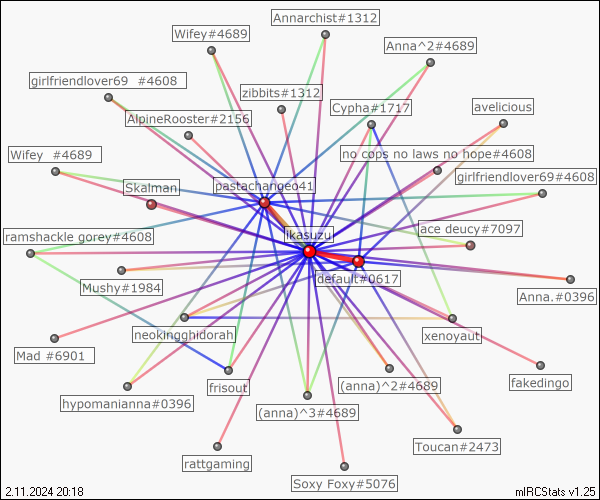 Annarchist#1312
Wifey#4689
Anna^2#4689
girlfriendlover69 #4608
zibbits#1312
Cypha#1717
avelicious
AlpineRooster#2156
Wifey #4689
no cops no laws no hope#4608
Skalman
pastachangeo41
girlfriendlover69#4608
ramshackle gorey#4608
ikasuzu
ace deucy#7097
Mushy#1984
default#0617
Anna.#0396
neokingghidorah
xenoyaut
Mad #6901
frisout
(anna)^2#4689
fakedingo
hypomanianna#0396
(anna)^3#4689
Toucan#2473
rattgaming
Soxy Foxy#5076
2.11.2024 20:18
mIRCStats v1.25